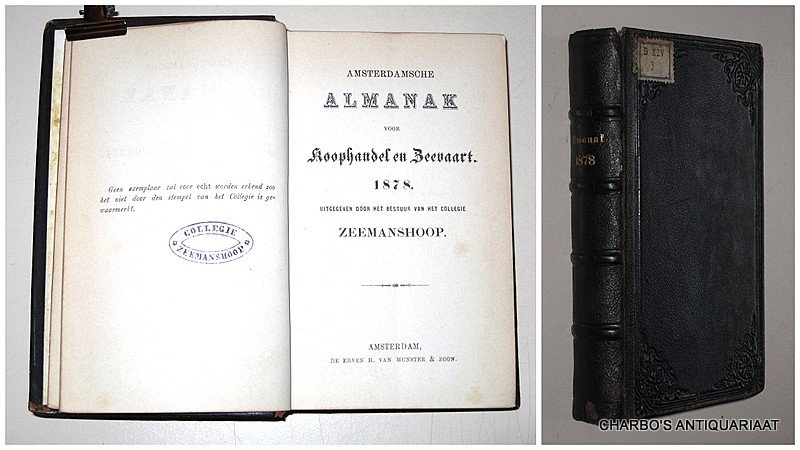 Geen exemplaar zal voor echt worden erkend zoo
het niet door den stempel van het Collegie is ge-
waarmerkt.
COLLEGIE
ZEEMANSHOOP
AMSTERDAMSCHE
ALMANAK
VOOR
Koophandel en Zeevaart.
1878.
UITGEGEVEN DOOR HET BESTUUR VAN HET COLLEGIE
ZEEMANSHOOP.
AMSTERDAM,
DE ERVEN H. VAN MUNSTER & ZOON.
B XIV
3
1878
CHARBO'S ANTIQUARIAAT